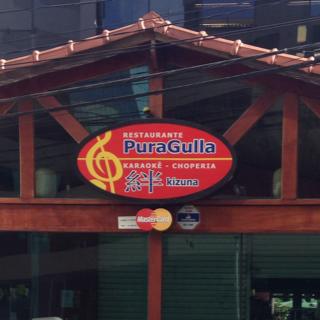 RESTAURANTE
PuraGulla
KARAOKÊ - CHOPERIA
絆 kizuna
MasterCard